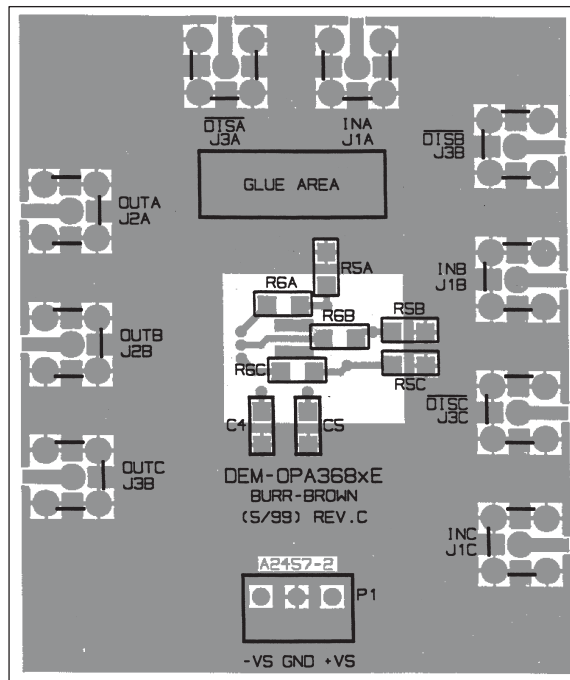 DISA
J3A
INA
J1A
DISB
J3B
GLUE AREA
OUTA
J2A
R5A
R6A
INB
J1B
R6B
R5B
OUTB
J2B
R6C
R5C
DISC
J3C
C4
C5
OUTC
J3B
DEM-OPA368xE
BURR-BROWN
(5/99) REV.C
INC
J1C
A2457-2
P1
-VS GND +VS